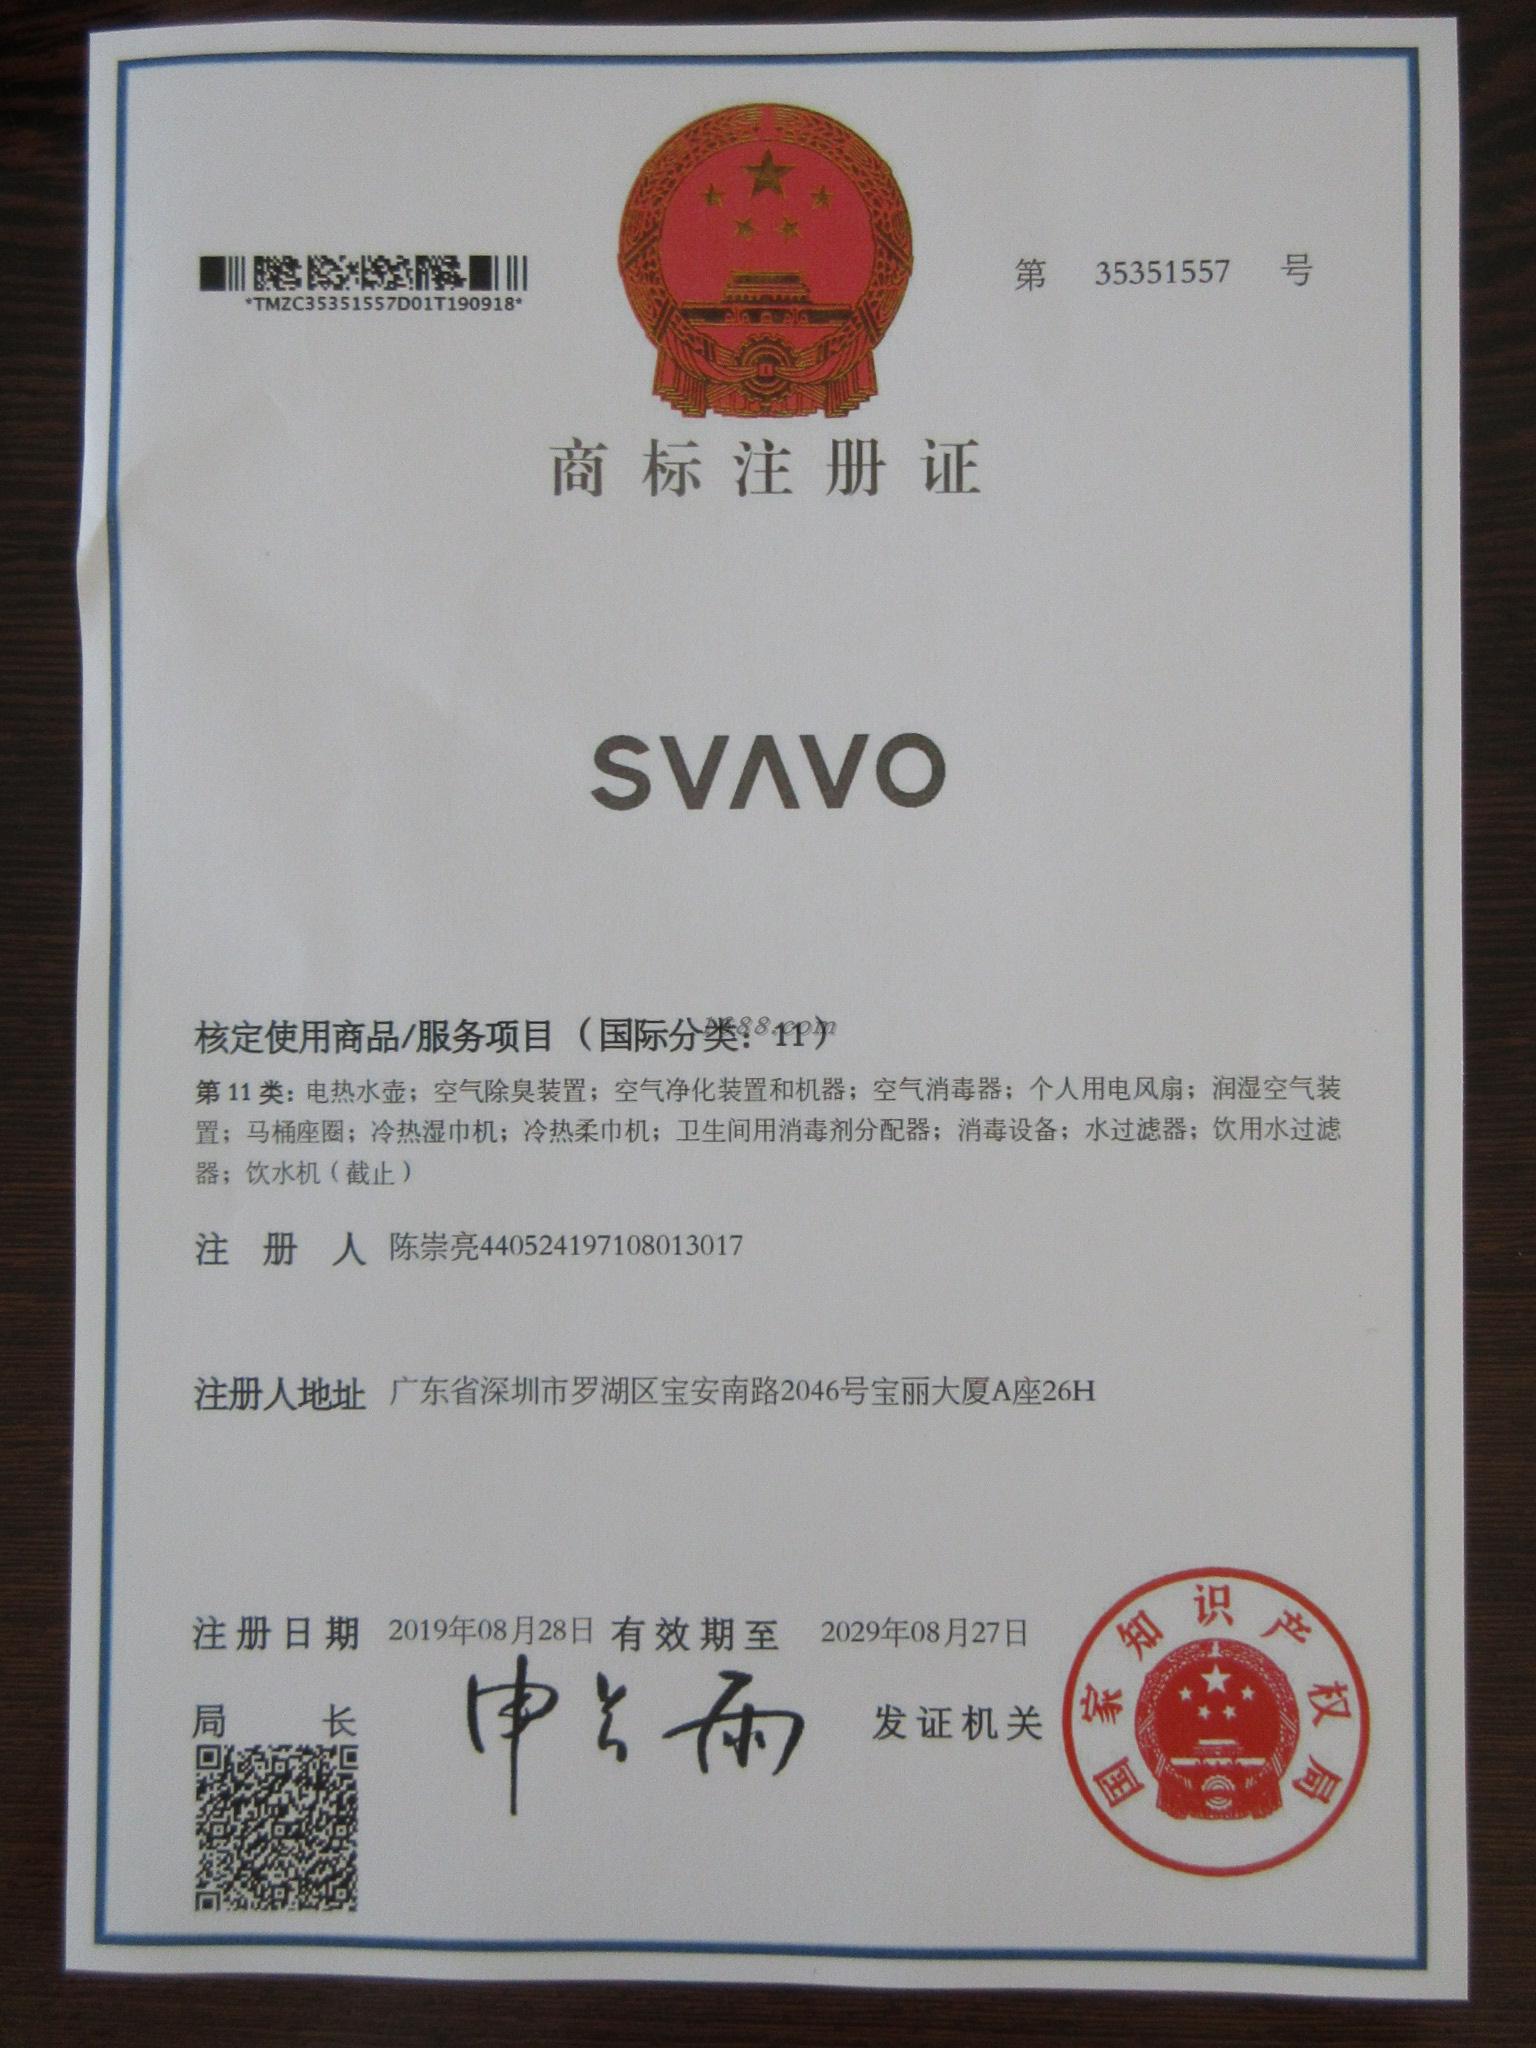 *TMZC35351557D01T190918*
第 35351557 号
商标注册证
SVAVO
核定使用商品/服务项目（国际分类：11）
1688.com
第 11 类：电热水壶；空气除臭装置；空气净化装置和机器；空气消毒器；个人用电风扇；润湿空气装
置；马桶座圈；冷热湿巾机；冷热柔巾机；卫生间用消毒剂分配器；消毒设备；水过滤器；饮用水过滤
器；饮水机（截止）
注 册 人 陈崇亮440524197108013017
注册人地址 广东省深圳市罗湖区宝安南路2046号宝丽大厦A座26H
注册日期 2019年08月28日 有效期至 2029年08月27日
局 长 申长雨 发证机关
国家知识产权局